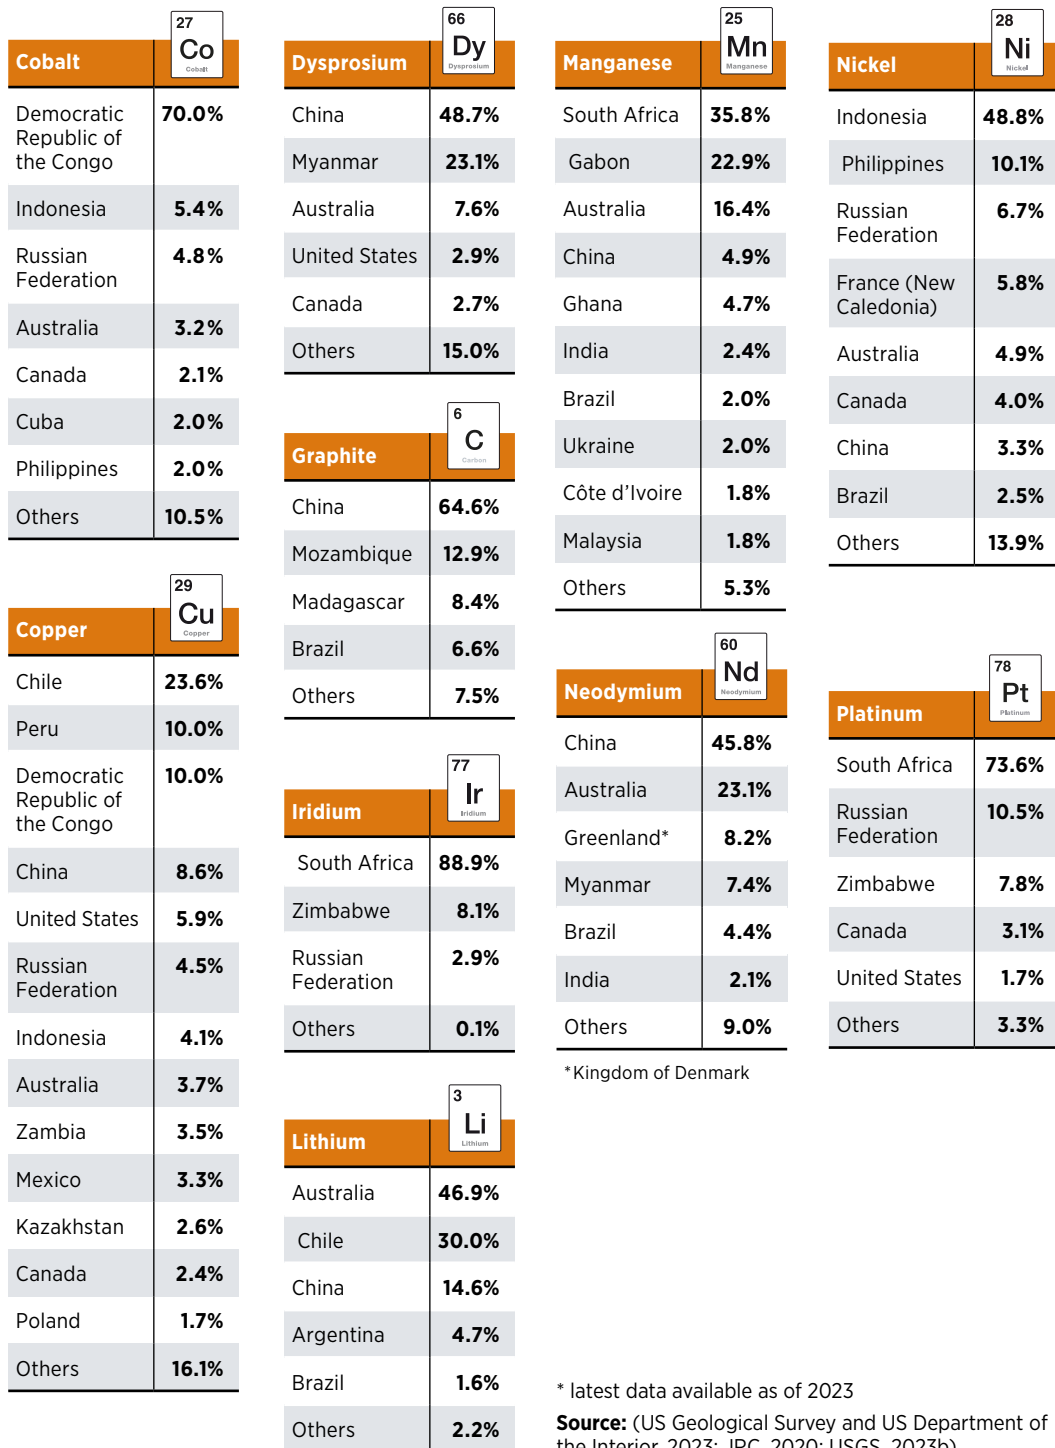 27
Co
Cobalt
Cobalt
Democratic 70.0%
Republic of
the Congo
Indonesia 5.4%
Russian 4.8%
Federation
Australia 3.2%
Canada 2.1%
Cuba 2.0%
Philippines 2.0%
Others 10.5%
29
Cu
Copper
Copper
Chile 23.6%
Peru 10.0%
Democratic 10.0%
Republic of
the Congo
China 8.6%
United States 5.9%
Russian 4.5%
Federation
Indonesia 4.1%
Australia 3.7%
Zambia 3.5%
Mexico 3.3%
Kazakhstan 2.6%
Canada 2.4%
Poland 1.7%
Others 16.1%
66
Dy
Dysprosium
Dysprosium
China 48.7%
Myanmar 23.1%
Australia 7.6%
United States 2.9%
Canada 2.7%
Others 15.0%
6
C
Carbon
Graphite
China 64.6%
Mozambique 12.9%
Madagascar 8.4%
Brazil 6.6%
Others 7.5%
77
Ir
Iridium
Iridium
South Africa 88.9%
Zimbabwe 8.1%
Russian 2.9%
Federation
Others 0.1%
3
Li
Lithium
Lithium
Australia 46.9%
Chile 30.0%
China 14.6%
Argentina 4.7%
Brazil 1.6%
Others 2.2%
25
Mn
Manganese
Manganese
South Africa 35.8%
Gabon 22.9%
Australia 16.4%
China 4.9%
Ghana 4.7%
India 2.4%
Brazil 2.0%
Ukraine 2.0%
Côte d'Ivoire 1.8%
Malaysia 1.8%
Others 5.3%
60
Nd
Neodymium
Neodymium
China 45.8%
Australia 23.1%
Greenland* 8.2%
Myanmar 7.4%
Brazil 4.4%
India 2.1%
Others 9.0%
*Kingdom of Denmark
28
Ni
Nickel
Nickel
Indonesia 48.8%
Philippines 10.1%
Russian 6.7%
Federation
France (New 5.8%
Caledonia)
Australia 4.9%
Canada 4.0%
China 3.3%
Brazil 2.5%
Others 13.9%
78
Pt
Platinum
Platinum
South Africa 73.6%
Russian 10.5%
Federation
Zimbabwe 7.8%
Canada 3.1%
United States 1.7%
Others 3.3%
* latest data available as of 2023
Source: (US Geological Survey and US Department of
the Interior, 2023; JRC, 2020; USGS, 2023b)